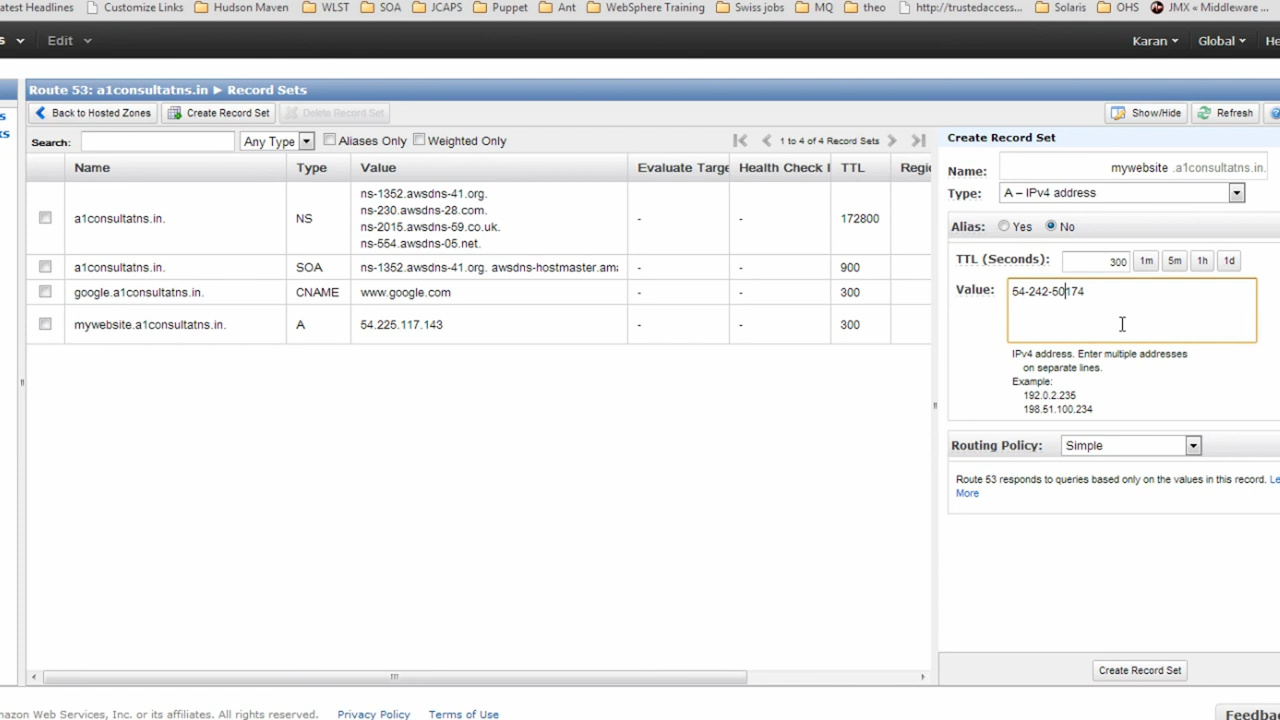 atest Headlines Customize Links Hudson Maven WLST SOA JCAPS Puppet Ant WebSphere Training Swiss jobs MQ theo http://trustedaccess... Solaris OHS JMX « Middleware ...
s Edit Karan Global He
Route 53: a1consultatns.in ▶ Record Sets
Back to Hosted Zones Create Record Set Delete Record Set Show/Hide Refresh
Search: Any Type Aliases Only Weighted Only 1 to 4 of 4 Record Sets
Name Type Value Evaluate Targe Health Check I TTL Regi
a1consultatns.in. NS ns-1352.awsdns-41.org. - - 172800
ns-230.awsdns-28.com.
ns-2015.awsdns-59.co.uk.
ns-554.awsdns-05.net.
a1consultatns.in. SOA ns-1352.awsdns-41.org. awsdns-hostmaster.ama - - 900
google.a1consultatns.in. CNAME www.google.com - - 300
mywebsite.a1consultatns.in. A 54.225.117.143 - - 300
Create Record Set
Name: mywebsite .a1consultatns.in.
Type: A – IPv4 address
Alias: Yes No
TTL (Seconds): 300 1m 5m 1h 1d
Value: 54-242-50174
IPv4 address. Enter multiple addresses
on separate lines.
Example:
192.0.2.235
198.51.100.234
Routing Policy: Simple
Route 53 responds to queries based only on the values in this record. Le
More
Create Record Set
mazon Web Services, Inc. or its affiliates. All rights reserved. Privacy Policy Terms of Use Feedba